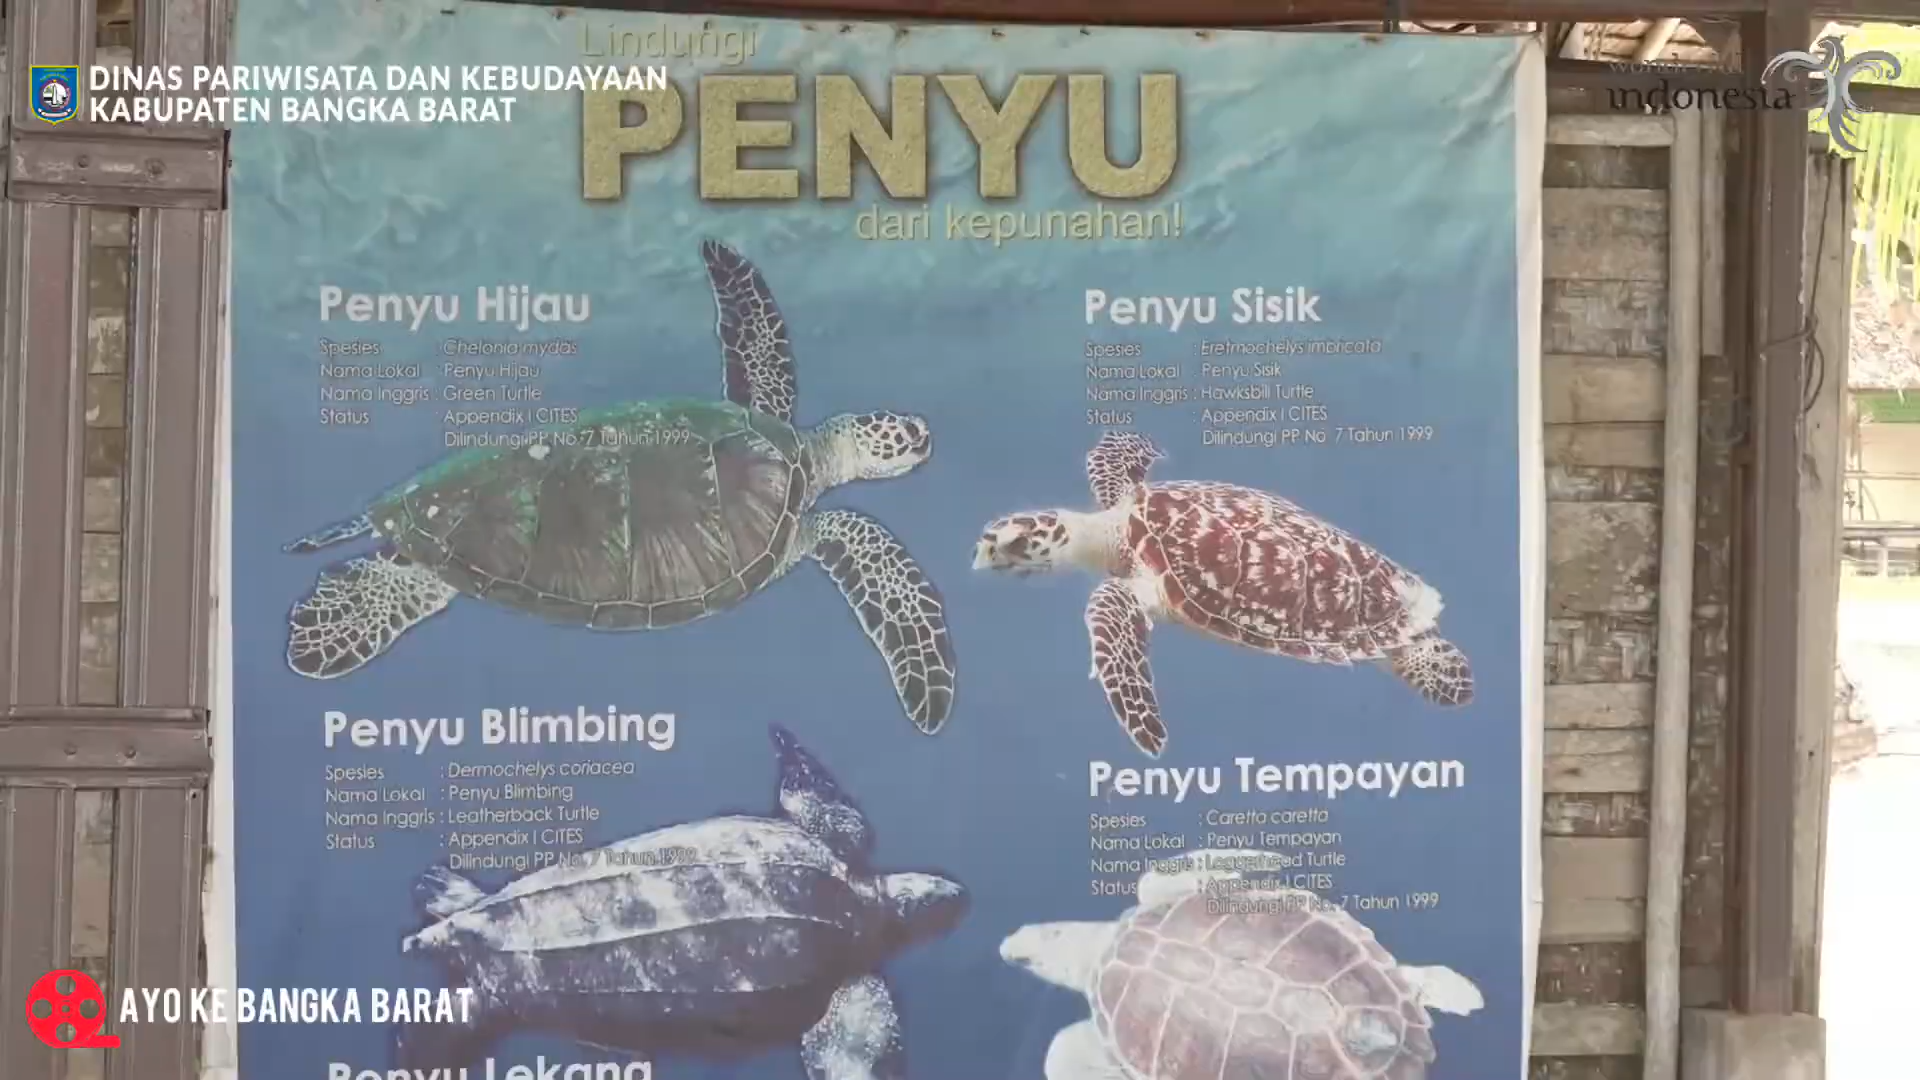 DINAS PARIWISATA DAN KEBUDAYAAN
KABUPATEN BANGKA BARAT
wonderful
indonesia
Lindungi
PENYU
dari kepunahan!
Penyu Hijau
Spesies : Chelonia mydas
Nama Lokal : Penyu Hijau
Nama Inggris : Green Turtle
Status : Appendix I CITES
Dilindungi PP No. 7 Tahun 1999
Penyu Sisik
Spesies : Eretmochelys imbricata
Nama Lokal : Penyu Sisik
Nama Inggris : Hawksbill Turtle
Status : Appendix I CITES
Dilindungi PP No. 7 Tahun 1999
Penyu Blimbing
Spesies : Dermochelys coriacea
Nama Lokal : Penyu Blimbing
Nama Inggris : Leatherback Turtle
Status : Appendix I CITES
Dilindungi PP No. 7 Tahun 1999
Penyu Tempayan
Spesies : Caretta caretta
Nama Lokal : Penyu Tempayan
Nama Inggris : Loggerhead Turtle
Status : Appendix I CITES
Dilindungi PP No. 7 Tahun 1999
Penyu Lekang
AYO KE BANGKA BARAT